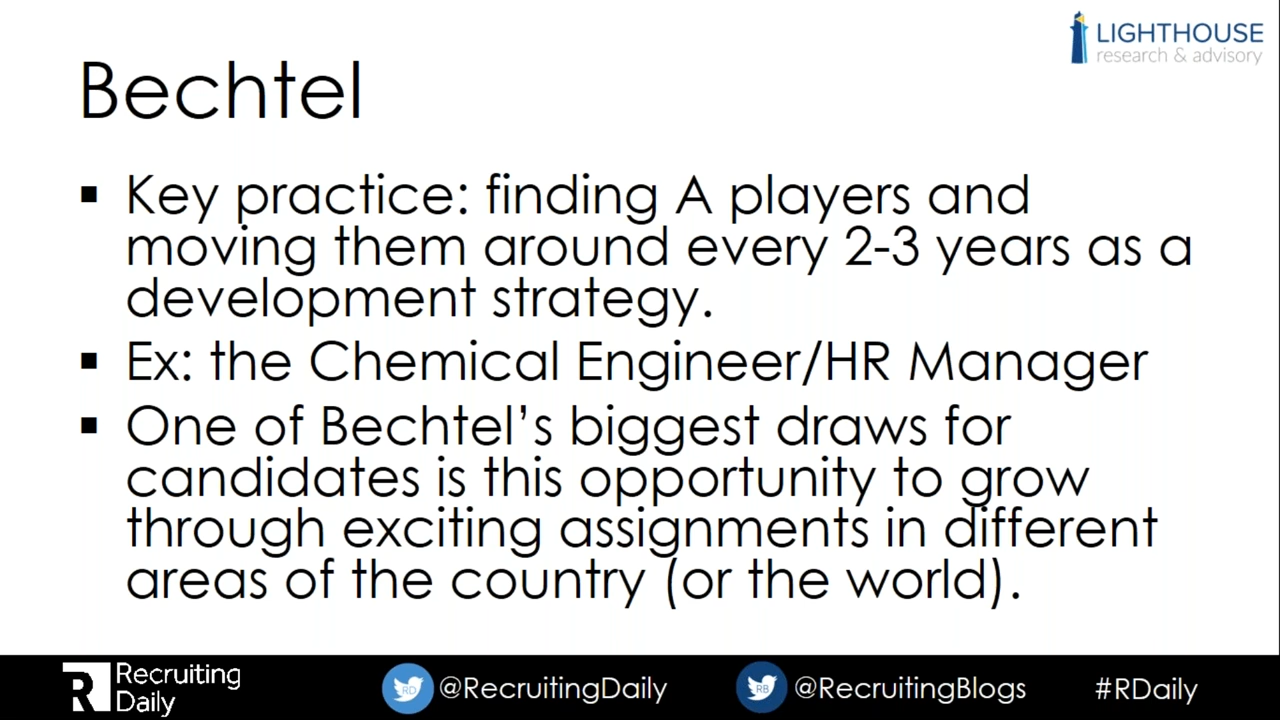 LIGHTHOUSE
research & advisory
Bechtel
▪ Key practice: finding A players and
moving them around every 2-3 years as a
development strategy.
▪ Ex: the Chemical Engineer/HR Manager
▪ One of Bechtel’s biggest draws for
candidates is this opportunity to grow
through exciting assignments in different
areas of the country (or the world).
R Recruiting
Daily
RD @RecruitingDaily
RB @RecruitingBlogs
#RDaily